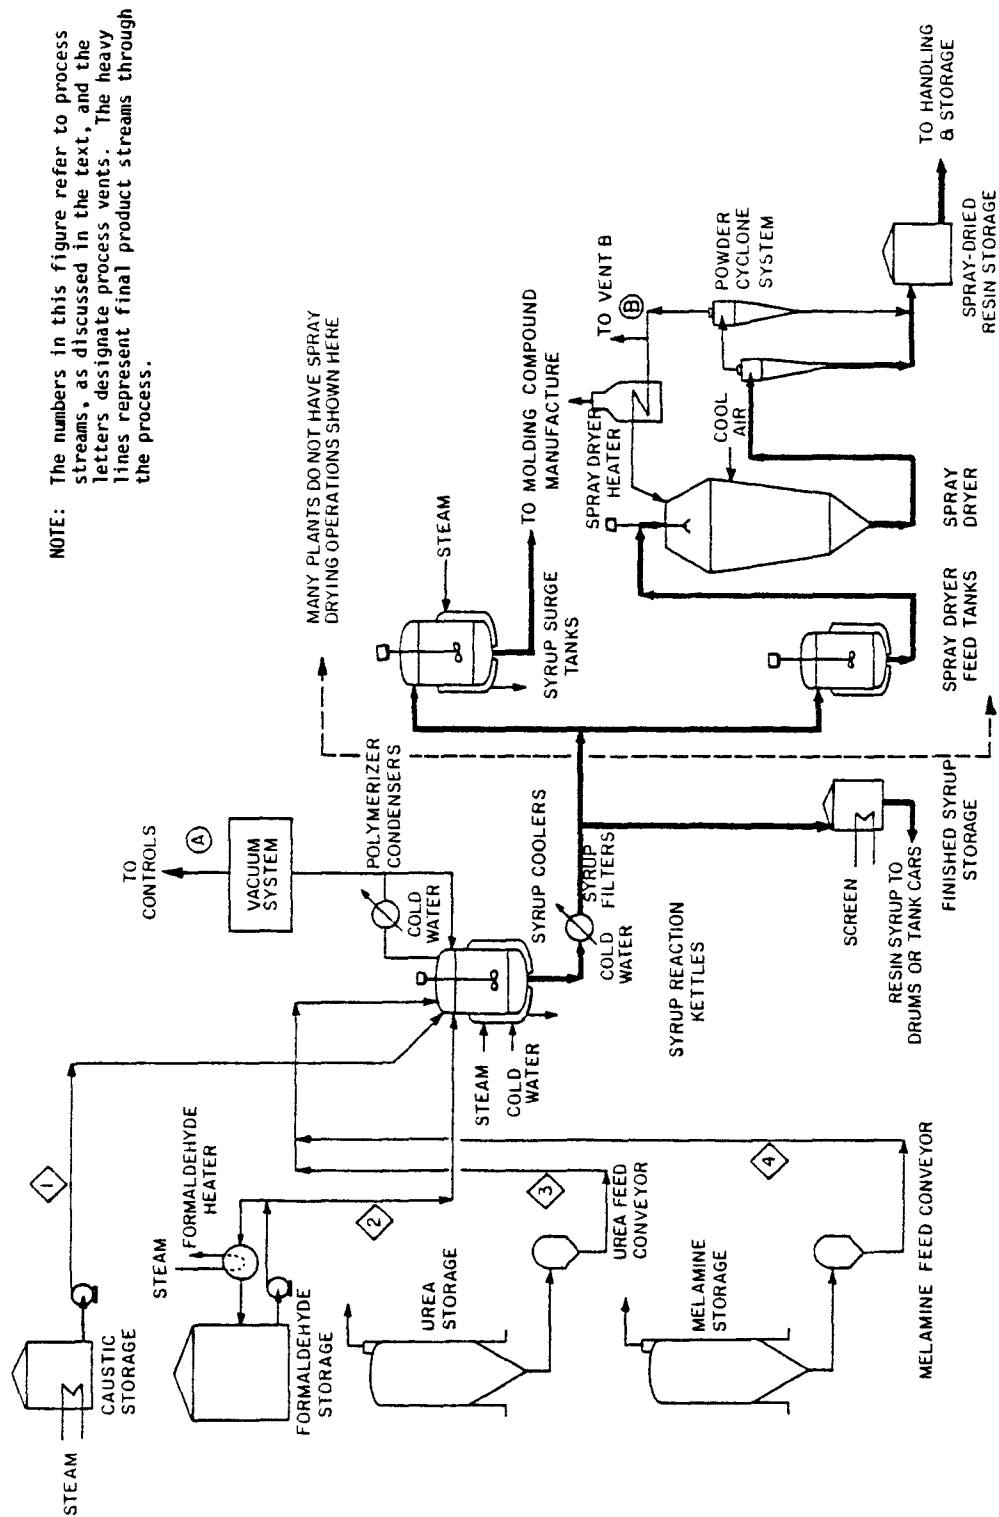 NOTE: The numbers in this figure refer to process
streams, as discussed in the text, and the
letters designate process vents. The heavy
lines represent final product streams through
the process.
STEAM
CAUSTIC
STORAGE
1
STEAM
FORMALDEHYDE
HEATER
FORMALDEHYDE
STORAGE
2
UREA
STORAGE
3
UREA FEED
CONVEYOR
MELAMINE
STORAGE
4
MELAMINE FEED CONVEYOR
TO
CONTROLS
A
VACUUM
SYSTEM
POLYMERIZER
CONDENSERS
COLD
WATER
STEAM
COLD
WATER
SYRUP COOLERS
COLD
WATER
SYRUP
FILTERS
SYRUP REACTION
KETTLES
SCREEN
RESIN SYRUP TO
DRUMS OR TANK CARS
FINISHED SYRUP
STORAGE
MANY PLANTS DO NOT HAVE SPRAY
DRYING OPERATIONS SHOWN HERE
STEAM
SYRUP SURGE
TANKS
TO MOLDING COMPOUND
MANUFACTURE
SPRAY DRYER
HEATER
TO VENT B
B
COOL
AIR
POWDER
CYCLONE
SYSTEM
SPRAY DRYER
FEED TANKS
SPRAY
DRYER
SPRAY-DRIED
RESIN STORAGE
TO HANDLING
& STORAGE